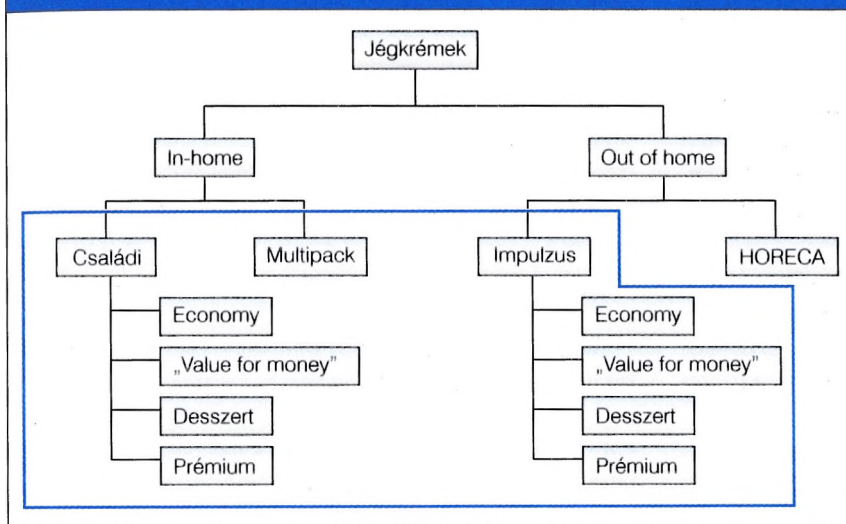 Jégkrémek
In-home
Out of home
Családi
Multipack
Impulzus
HORECA
Economy
„Value for money”
Desszert
Prémium
Economy
„Value for money”
Desszert
Prémium